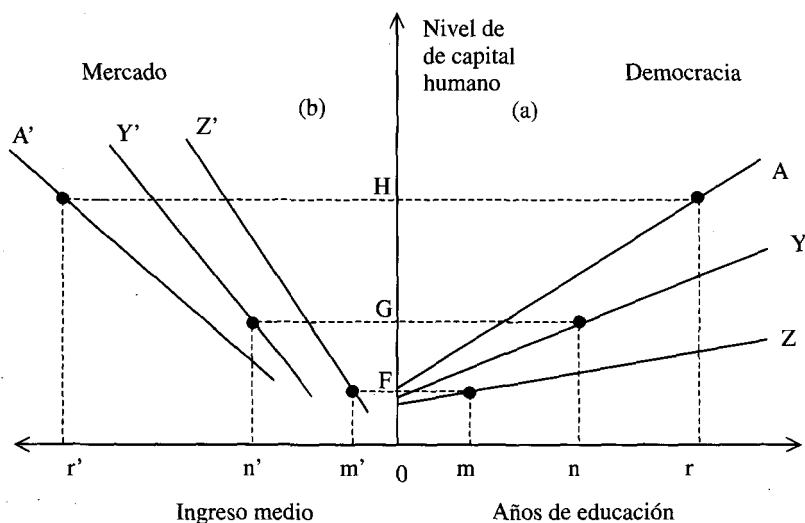 Nivel de
de capital
humano
Mercado
Democracia
(b)
(a)
A'
Y'
Z'
A
H
Y
G
Z
F
r'
n'
m'
0
m
n
r
Ingreso medio
Años de educación